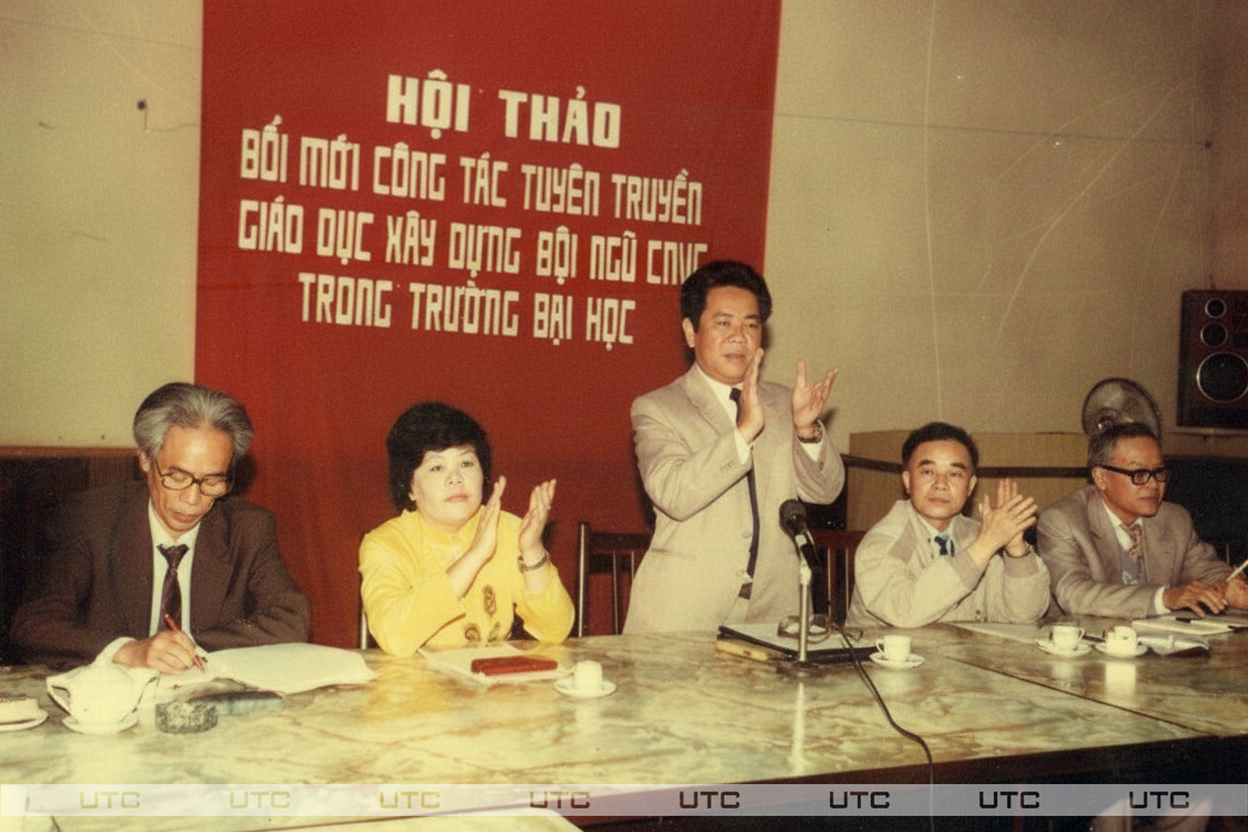 HỘI THẢO
ĐỔI MỚI CÔNG TÁC TUYÊN TRUYỀN
GIÁO DỤC XÂY DỰNG ĐỘI NGŨ CNVC
TRONG TRƯỜNG ĐẠI HỌC
UTC UTC UTC UTC UTC UTC UTC UTC